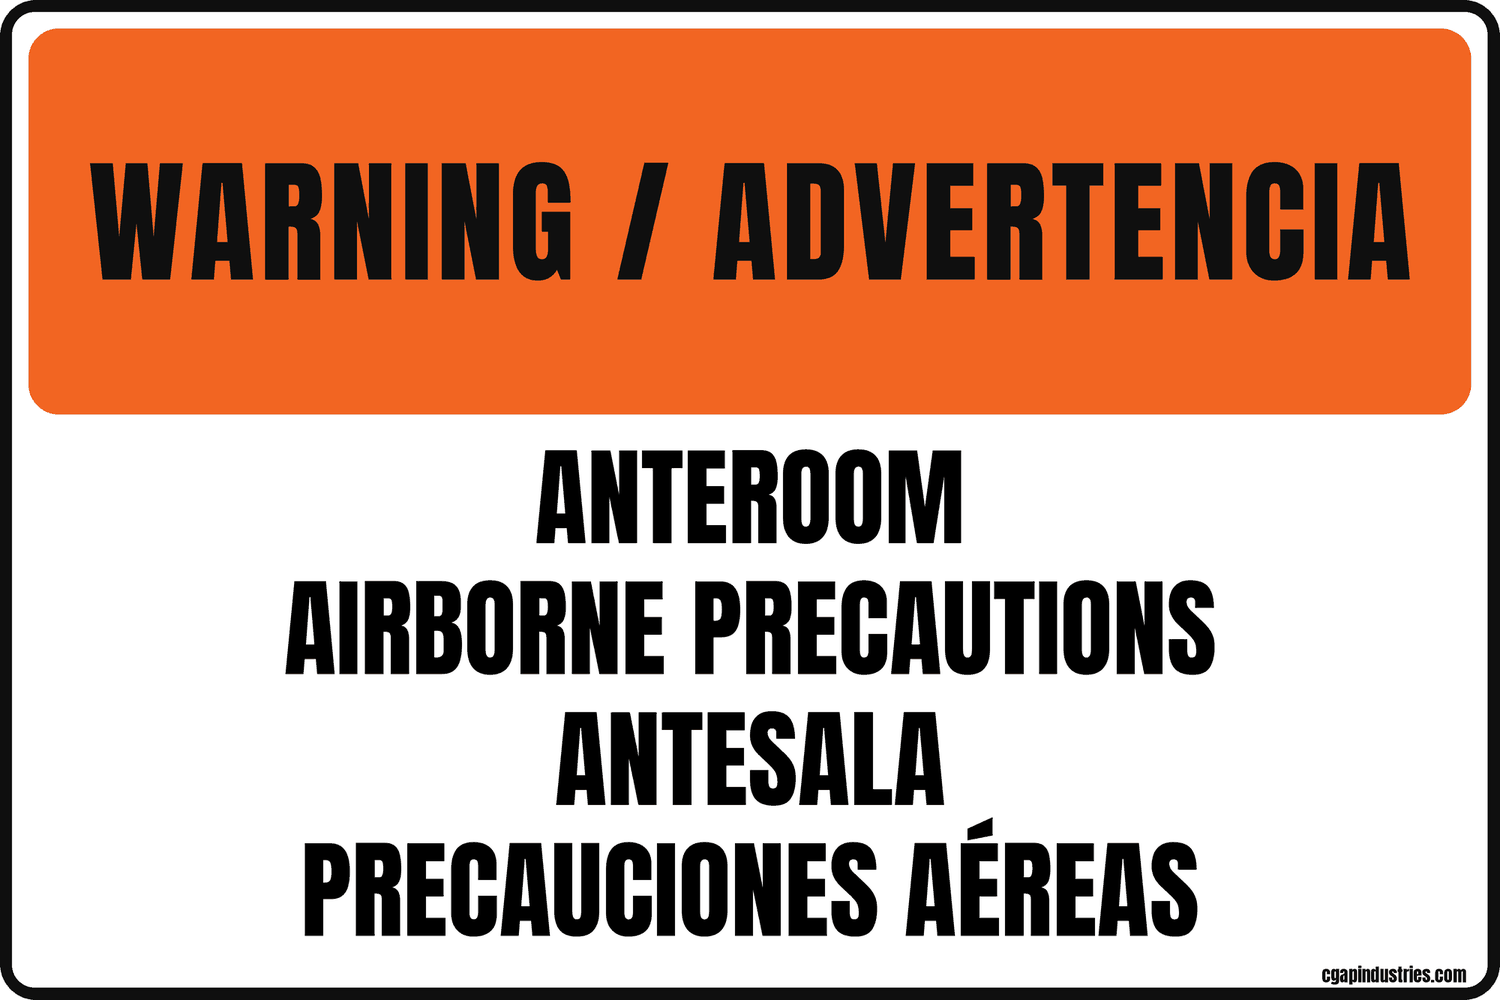 WARNING / ADVERTENCIA
ANTEROOM
AIRBORNE PRECAUTIONS
ANTESALA
PRECAUCIONES AÉREAS
cgapindustries.com